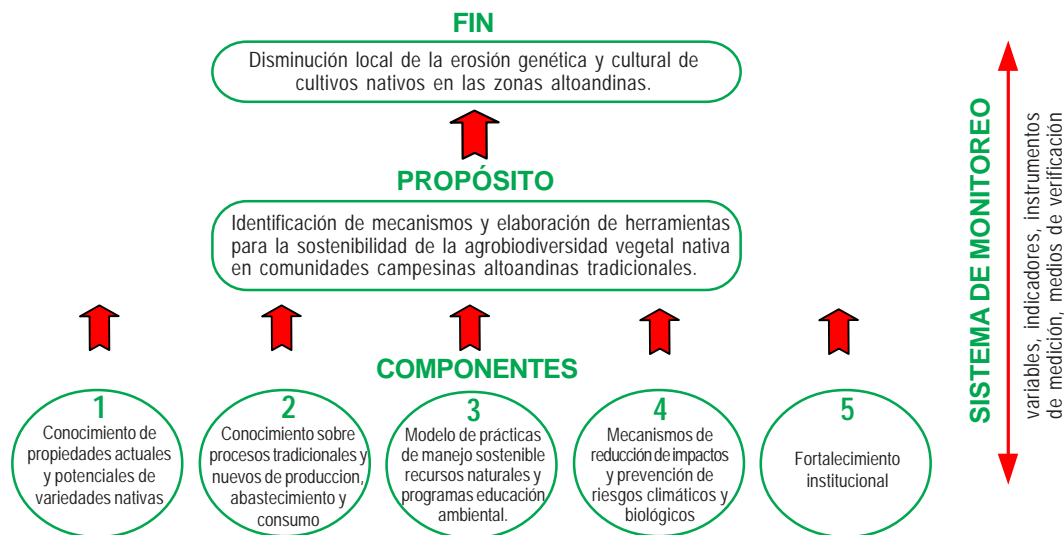 FIN
Disminución local de la erosión genética y cultural de
cultivos nativos en las zonas altoandinas.
PROPÓSITO
Identificación de mecanismos y elaboración de herramientas
para la sostenibilidad de la agrobiodiversidad vegetal nativa
en comunidades campesinas altoandinas tradicionales.
COMPONENTES
1
Conocimiento de
propiedades actuales
y potenciales de
variedades nativas
2
Conocimiento sobre
procesos tradicionales y
nuevos de produccion,
abastecimiento y
consumo
3
Modelo de prácticas
de manejo sostenible
recursos naturales y
programas educación
ambiental.
4
Mecanismos de
reducción de impactos
y prevención de
riesgos climáticos y
biológicos
5
Fortalecimiento
institucional
SISTEMA DE MONITOREO
variables, indicadores, instrumentos
de medición, medios de verificación